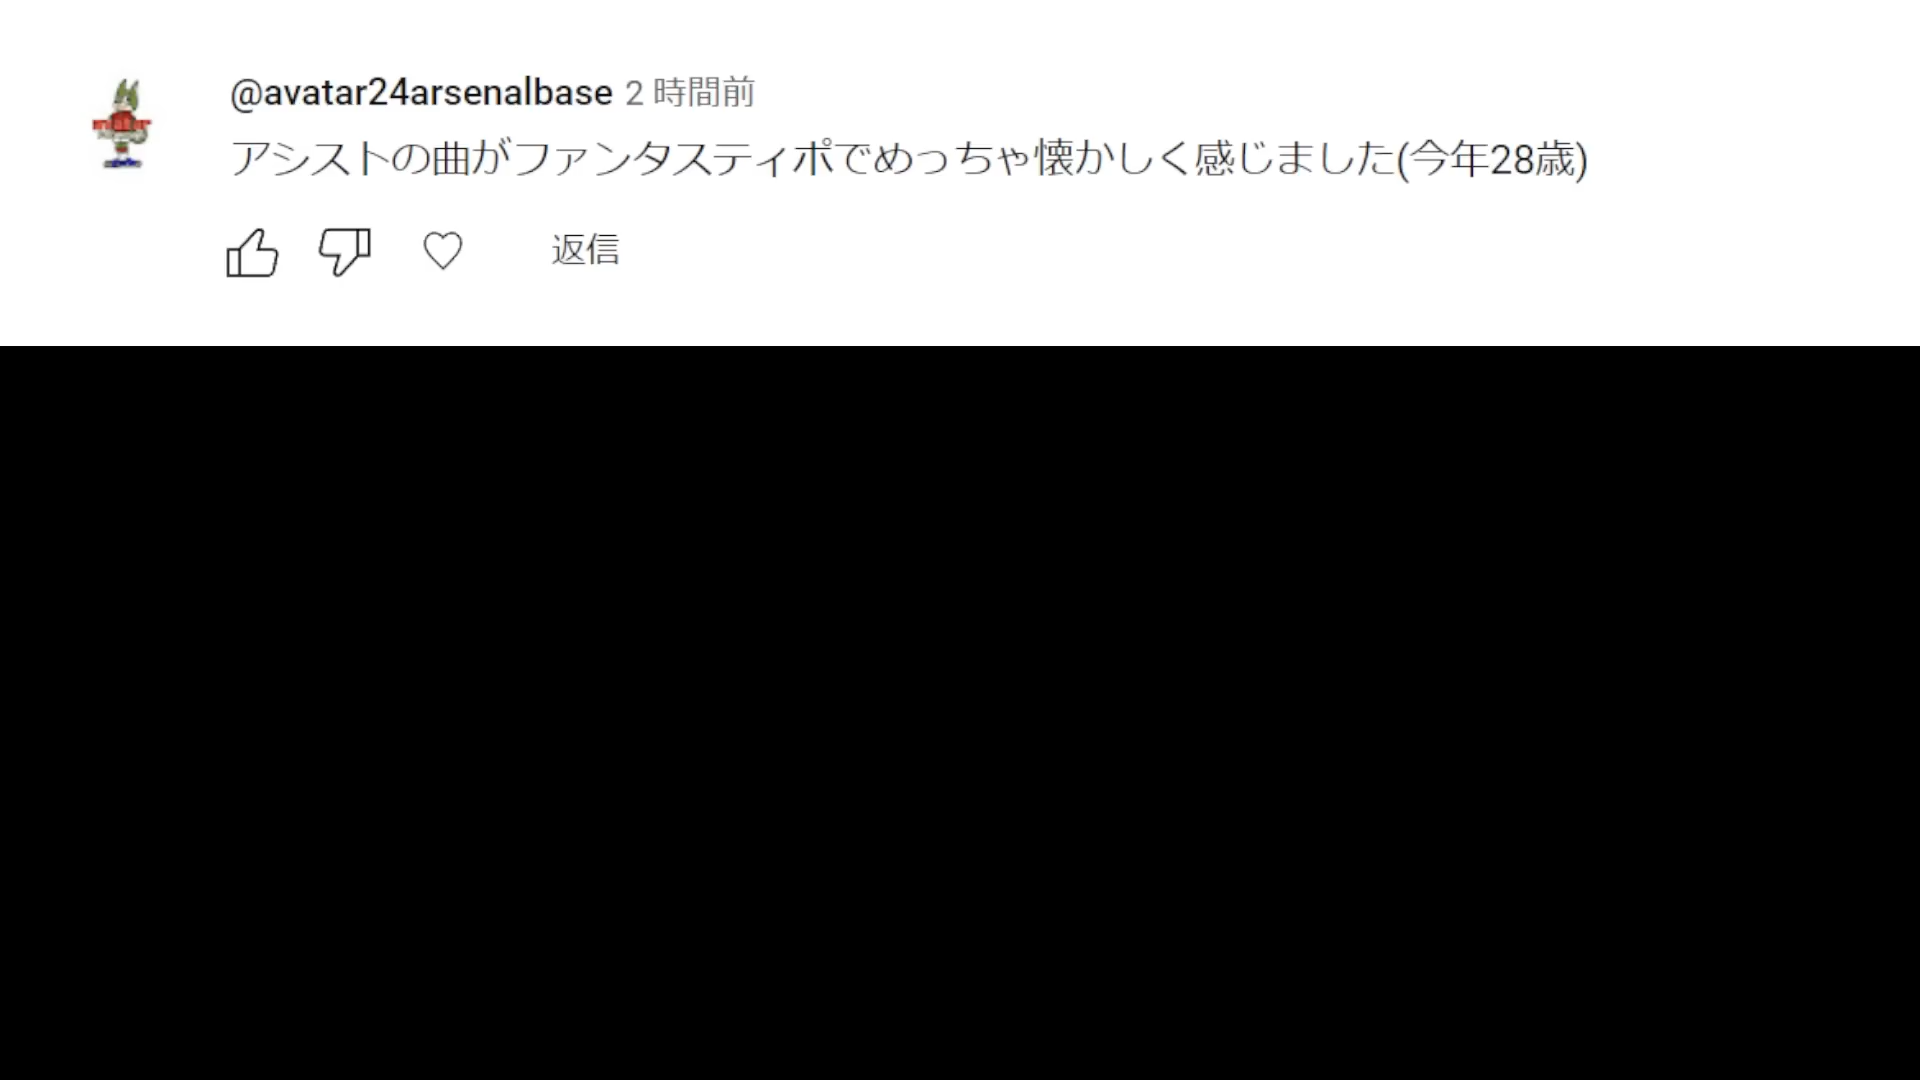 @avatar24arsenalbase 2 時間前
アシストの曲がファンタスティポでめっちゃ懐かしく感じました(今年28歳)
返信